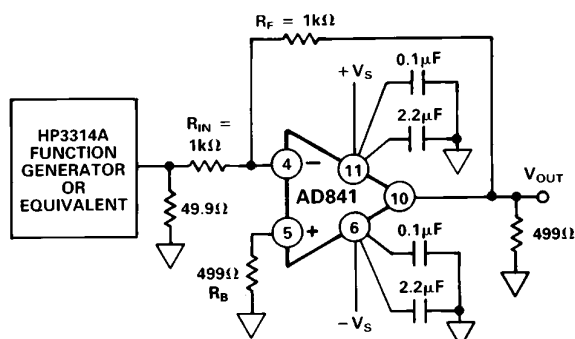 R_F = 1kΩ
0.1µF
+V_S
2.2µF
HP3314A
FUNCTION
GENERATOR
OR
EQUIVALENT
R_IN =
1kΩ
4
−
11
AD841
10
V_OUT
49.9Ω
5
+
6
499Ω
0.1µF
499Ω
R_B
2.2µF
−V_S